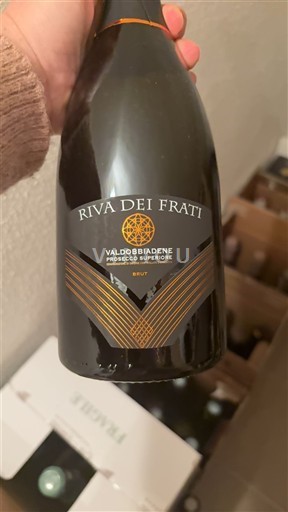 RIVA DEI FRATI
VALDOBBIADENE
PROSECCO SUPERIORE
BRUT
FRAGILE